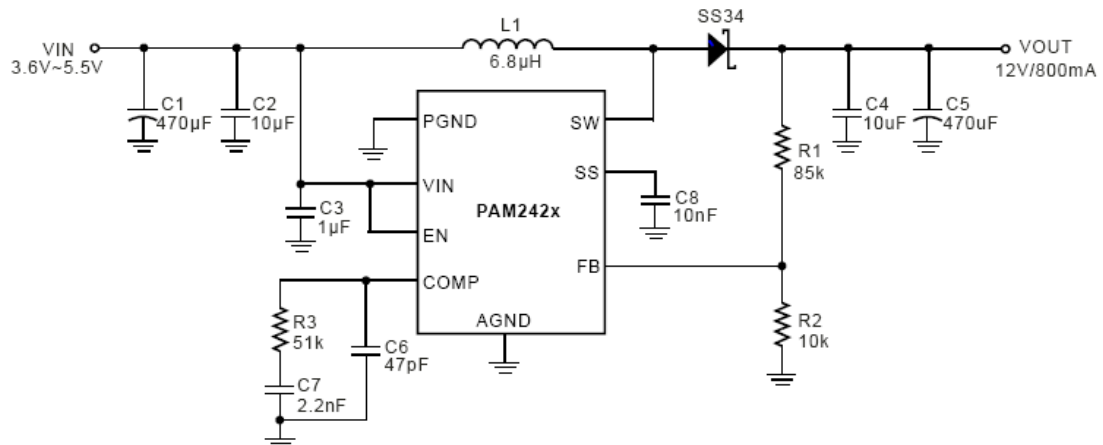 L1
SS34
VIN
3.6V~5.5V
6.8μH
VOUT
12V/800mA
C1
470μF
C2
10μF
PGND
SW
C4
10uF
C5
470uF
R1
85k
SS
C8
10nF
VIN
PAM242x
C3
1μF
EN
FB
COMP
R3
51k
AGND
R2
10k
C6
47pF
C7
2.2nF